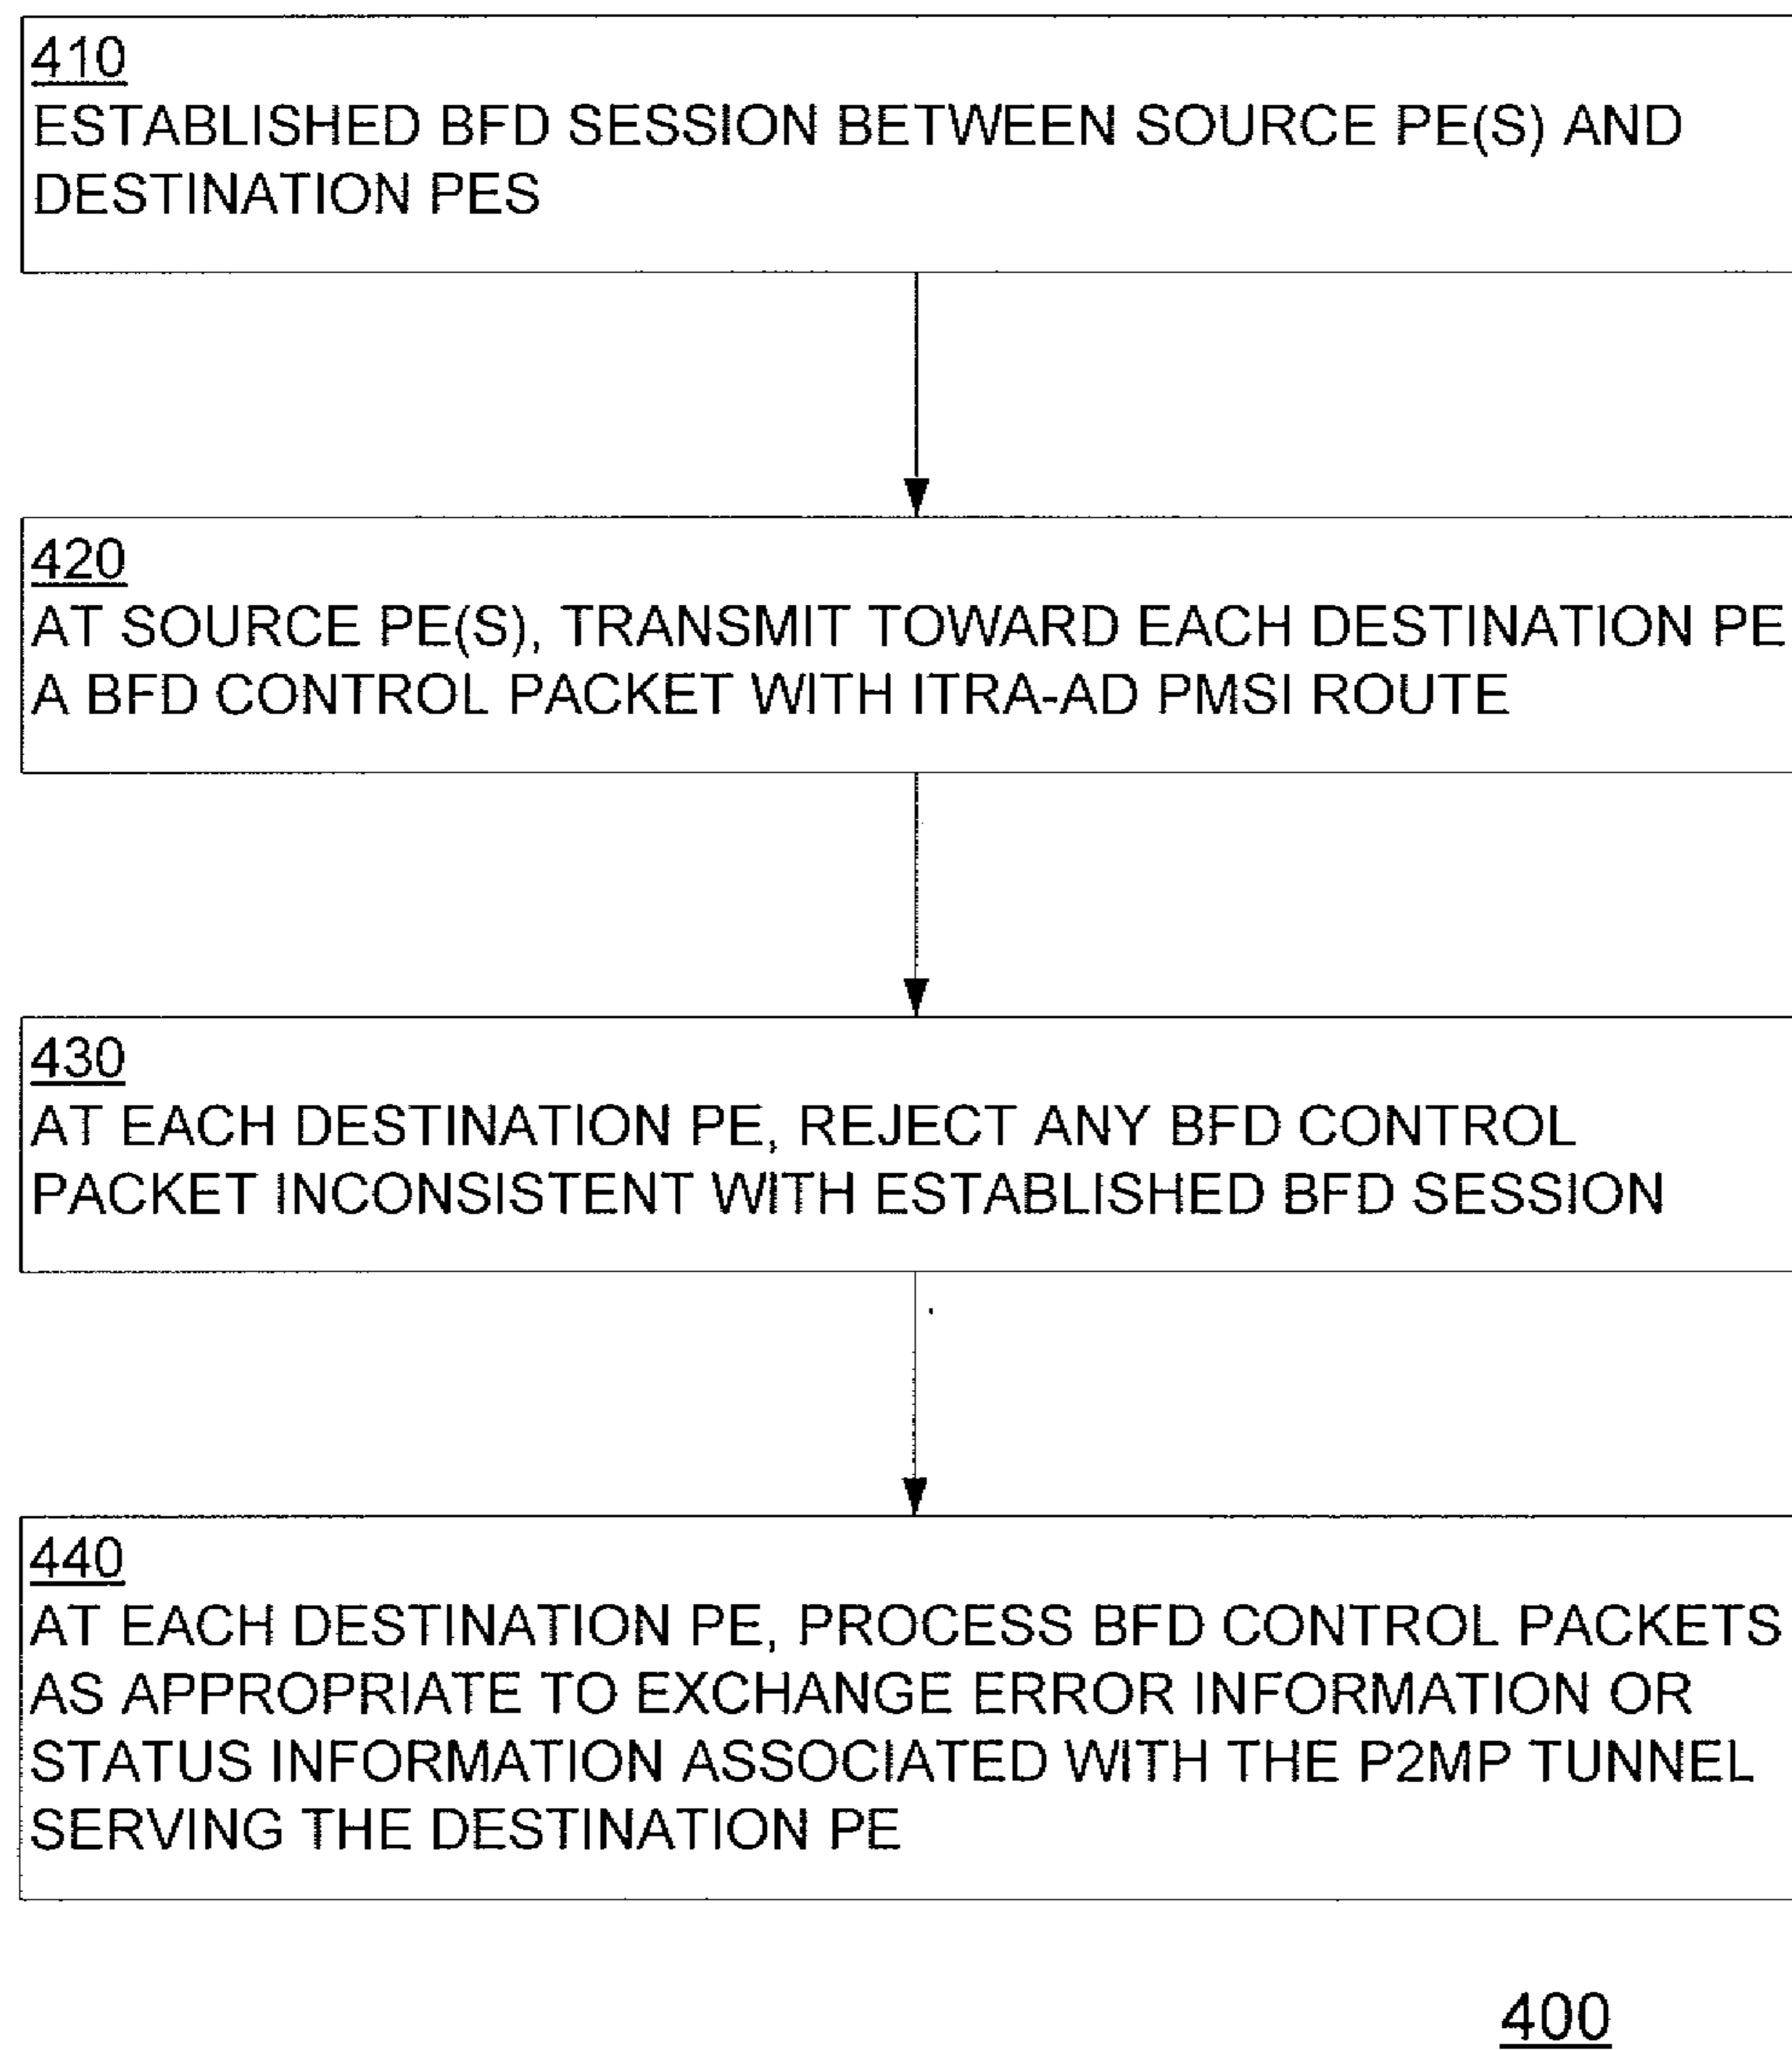 410
ESTABLISHED BFD SESSION BETWEEN SOURCE PE(S) AND
DESTINATION PES
420
AT SOURCE PE(S), TRANSMIT TOWARD EACH DESTINATION PE
A BFD CONTROL PACKET WITH ITRA-AD PMSI ROUTE
430
AT EACH DESTINATION PE, REJECT ANY BFD CONTROL
PACKET INCONSISTENT WITH ESTABLISHED BFD SESSION
440
AT EACH DESTINATION PE, PROCESS BFD CONTROL PACKETS
AS APPROPRIATE TO EXCHANGE ERROR INFORMATION OR
STATUS INFORMATION ASSOCIATED WITH THE P2MP TUNNEL
SERVING THE DESTINATION PE
400